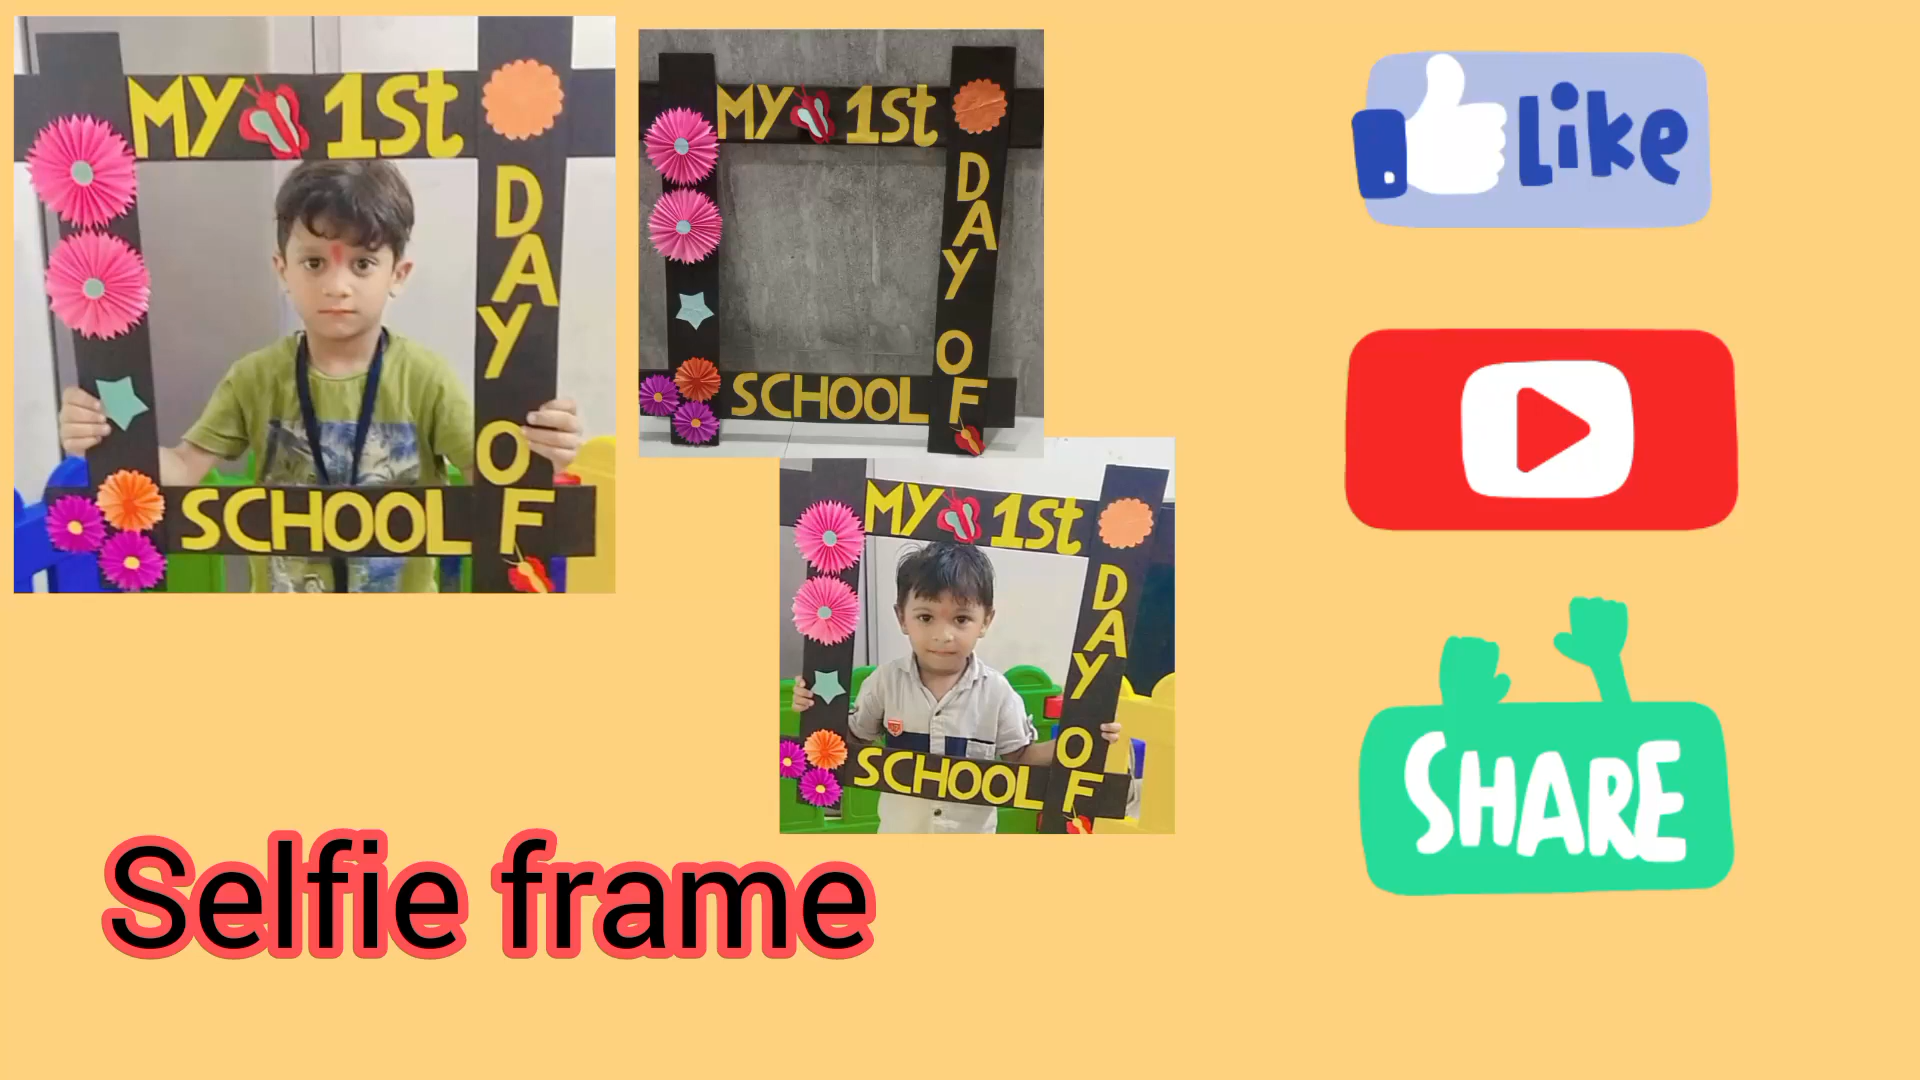 MY 1St
DAY OF
SCHOOL
MY 1St
DAY OF
SCHOOL
MY 1St
DAY OF
SCHOOL
Like
SHARE
Selfie frame